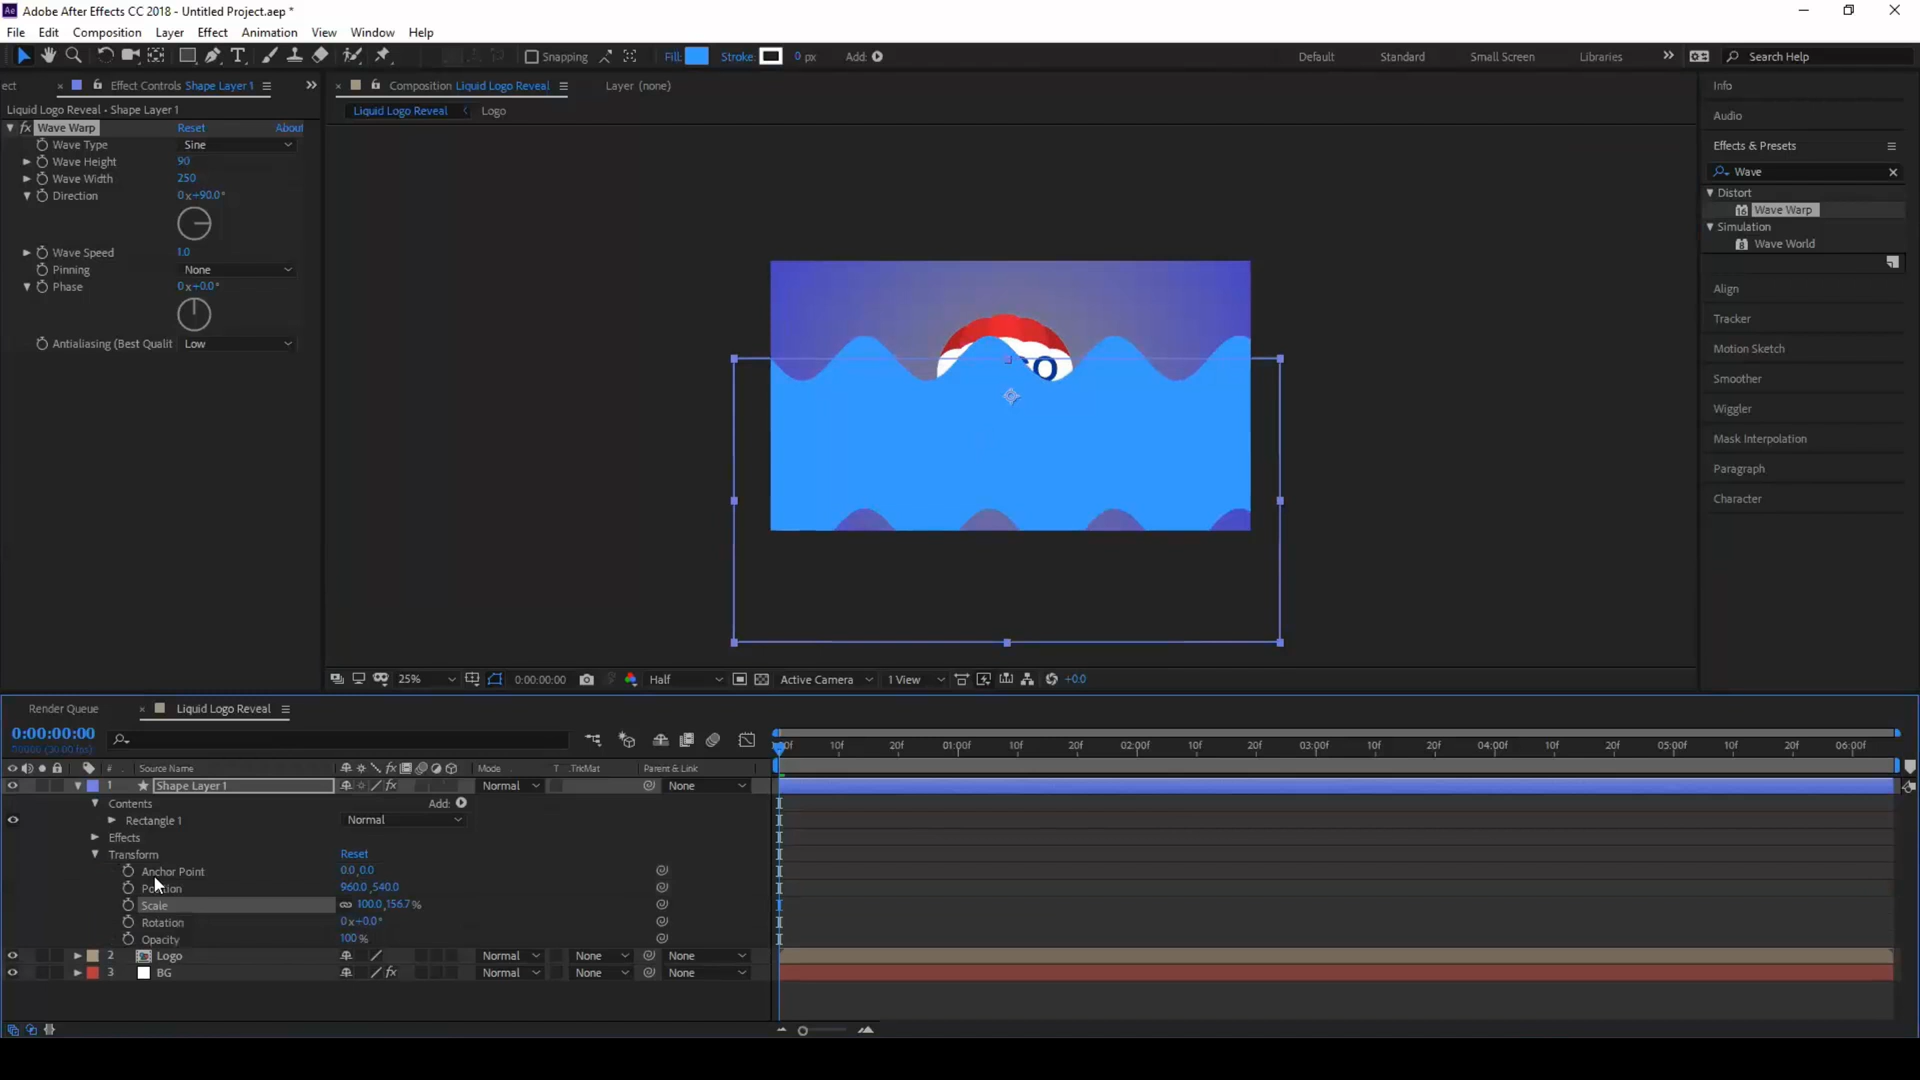 Adobe After Effects CC 2018 - Untitled Project.aep *
File Edit Composition Layer Effect Animation View Window Help
Snapping Fill: Stroke: 0 px Add: Default Standard Small Screen Libraries Search Help
ect Effect Controls Shape Layer 1 Composition Liquid Logo Reveal Layer (none)
Liquid Logo Reveal • Shape Layer 1
Liquid Logo Reveal Logo
fx Wave Warp Reset About
Wave Type Sine
Wave Height 90
Wave Width 250
Direction 0x+90.0°
Wave Speed 1.0
Pinning None
Phase 0x+0.0°
Antialiasing (Best Qualit Low
Info
Audio
Effects & Presets
Wave
Distort
Wave Warp
Simulation
Wave World
Align
Tracker
Motion Sketch
Smoother
Wiggler
Mask Interpolation
Paragraph
Character
25% 0:00:00:00 Half Active Camera 1 View +0.0
Render Queue Liquid Logo Reveal
0:00:00:00
00000 (30.00 fps)
10f 20f 01:00f 10f 20f 02:00f 10f 20f 03:00f 10f 20f 04:00f 10f 20f 05:00f 10f 20f 06:00f
# Source Name Mode T .TrkMat Parent & Link
1 Shape Layer 1 Normal None
Contents Add:
Rectangle 1 Normal
Effects
Transform Reset
Anchor Point 0.0,0.0
Position 960.0,540.0
Scale 100.0,156.7%
Rotation 0x+0.0°
Opacity 100%
2 Logo Normal None None
3 BG Normal None None